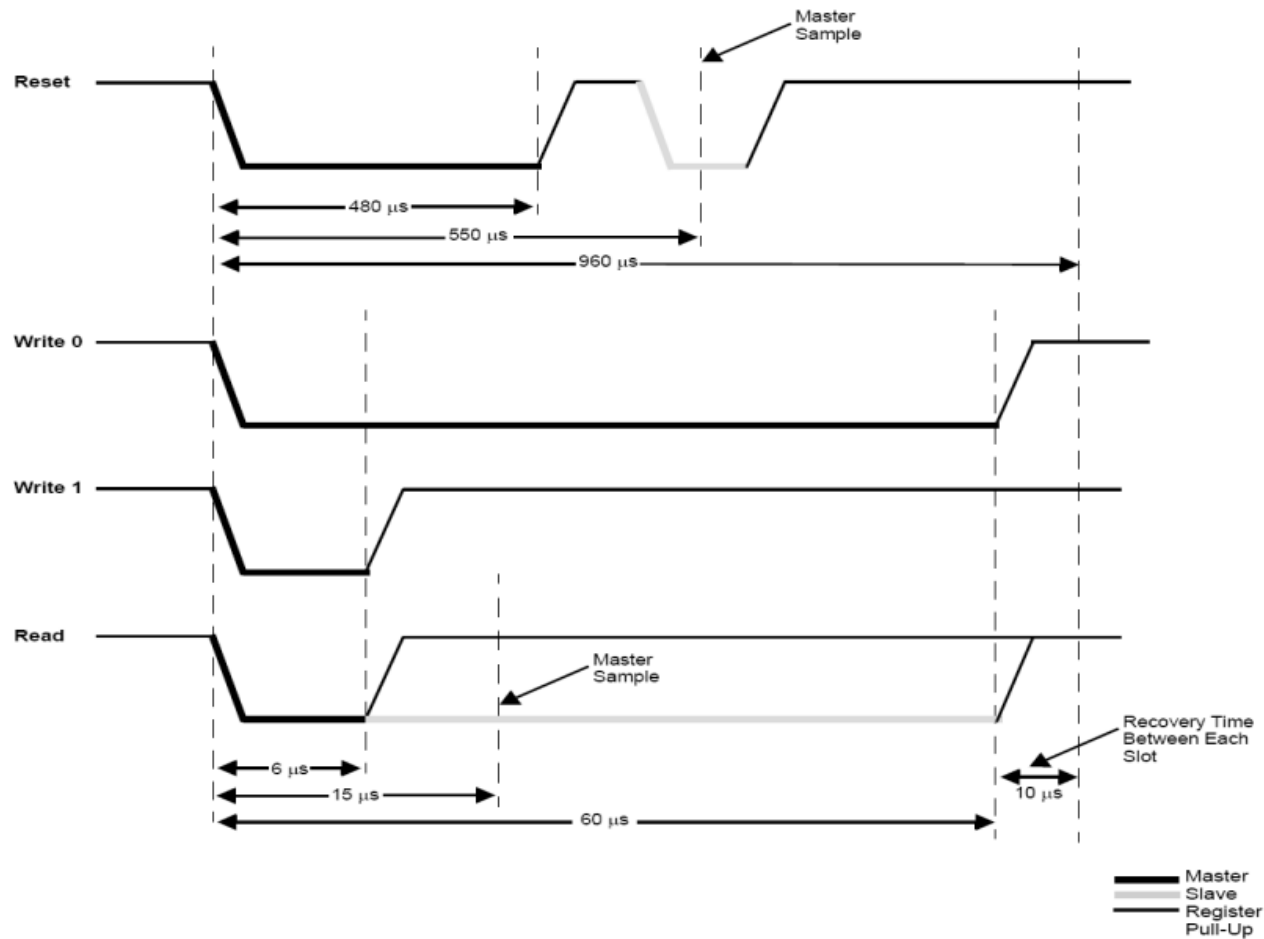 Master
Sample
Reset
480 μs
550 μs
960 μs
Write 0
Write 1
Read
Master
Sample
Recovery Time
Between Each
Slot
6 μs
15 μs
10 μs
60 μs
Master
Slave
Register
Pull-Up